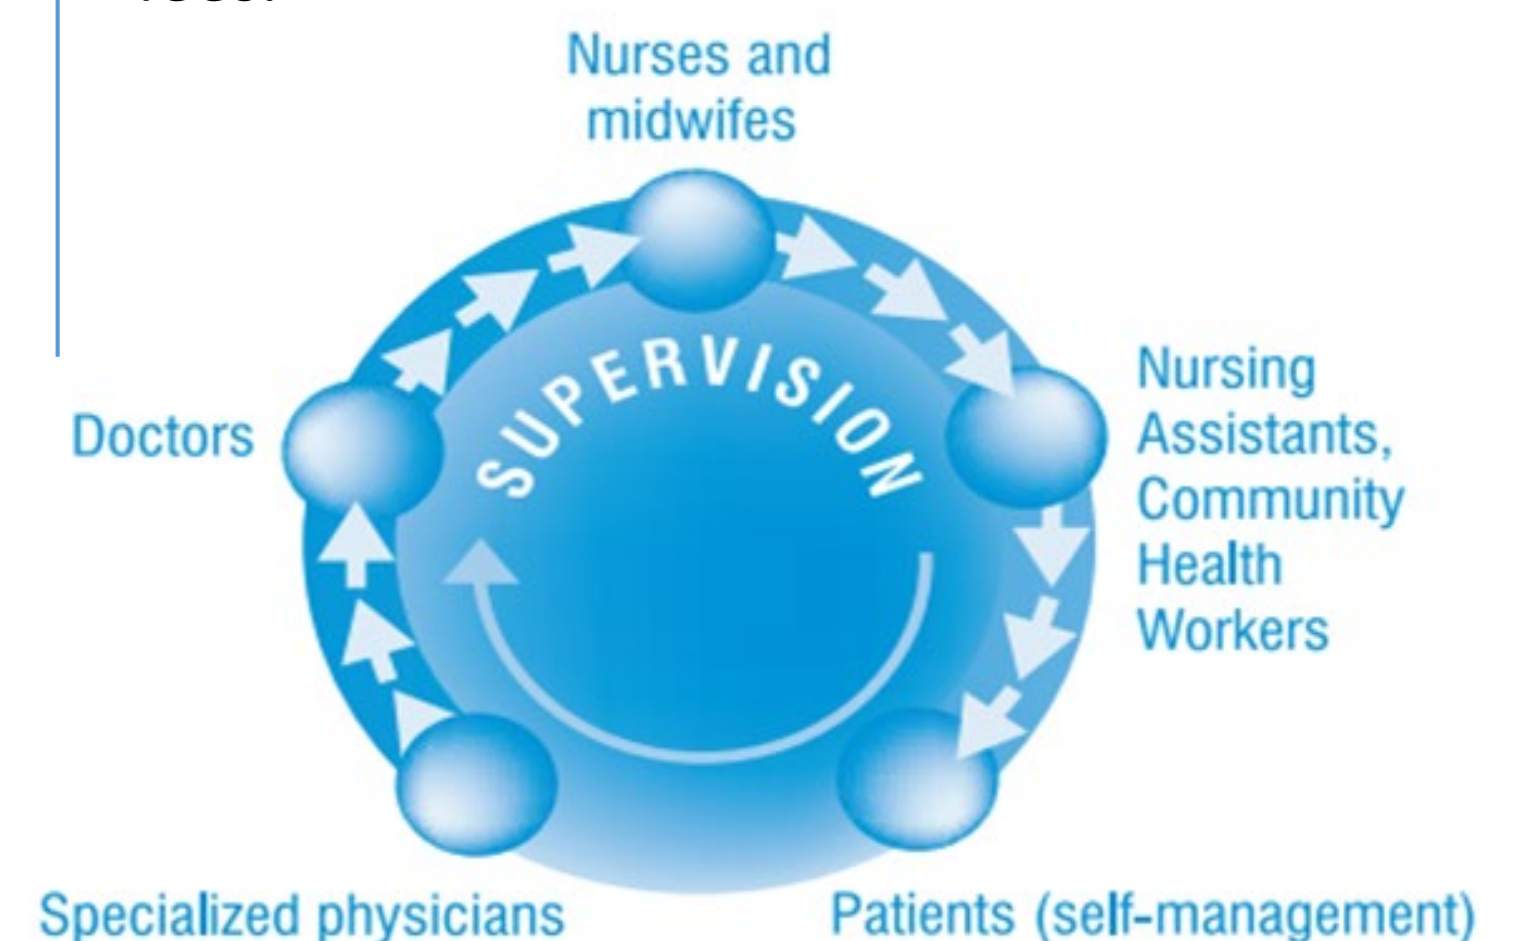 Nurses and
midwifes
SUPERVISION
Doctors
Nursing
Assistants,
Community
Health
Workers
Specialized physicians
Patients (self-management)